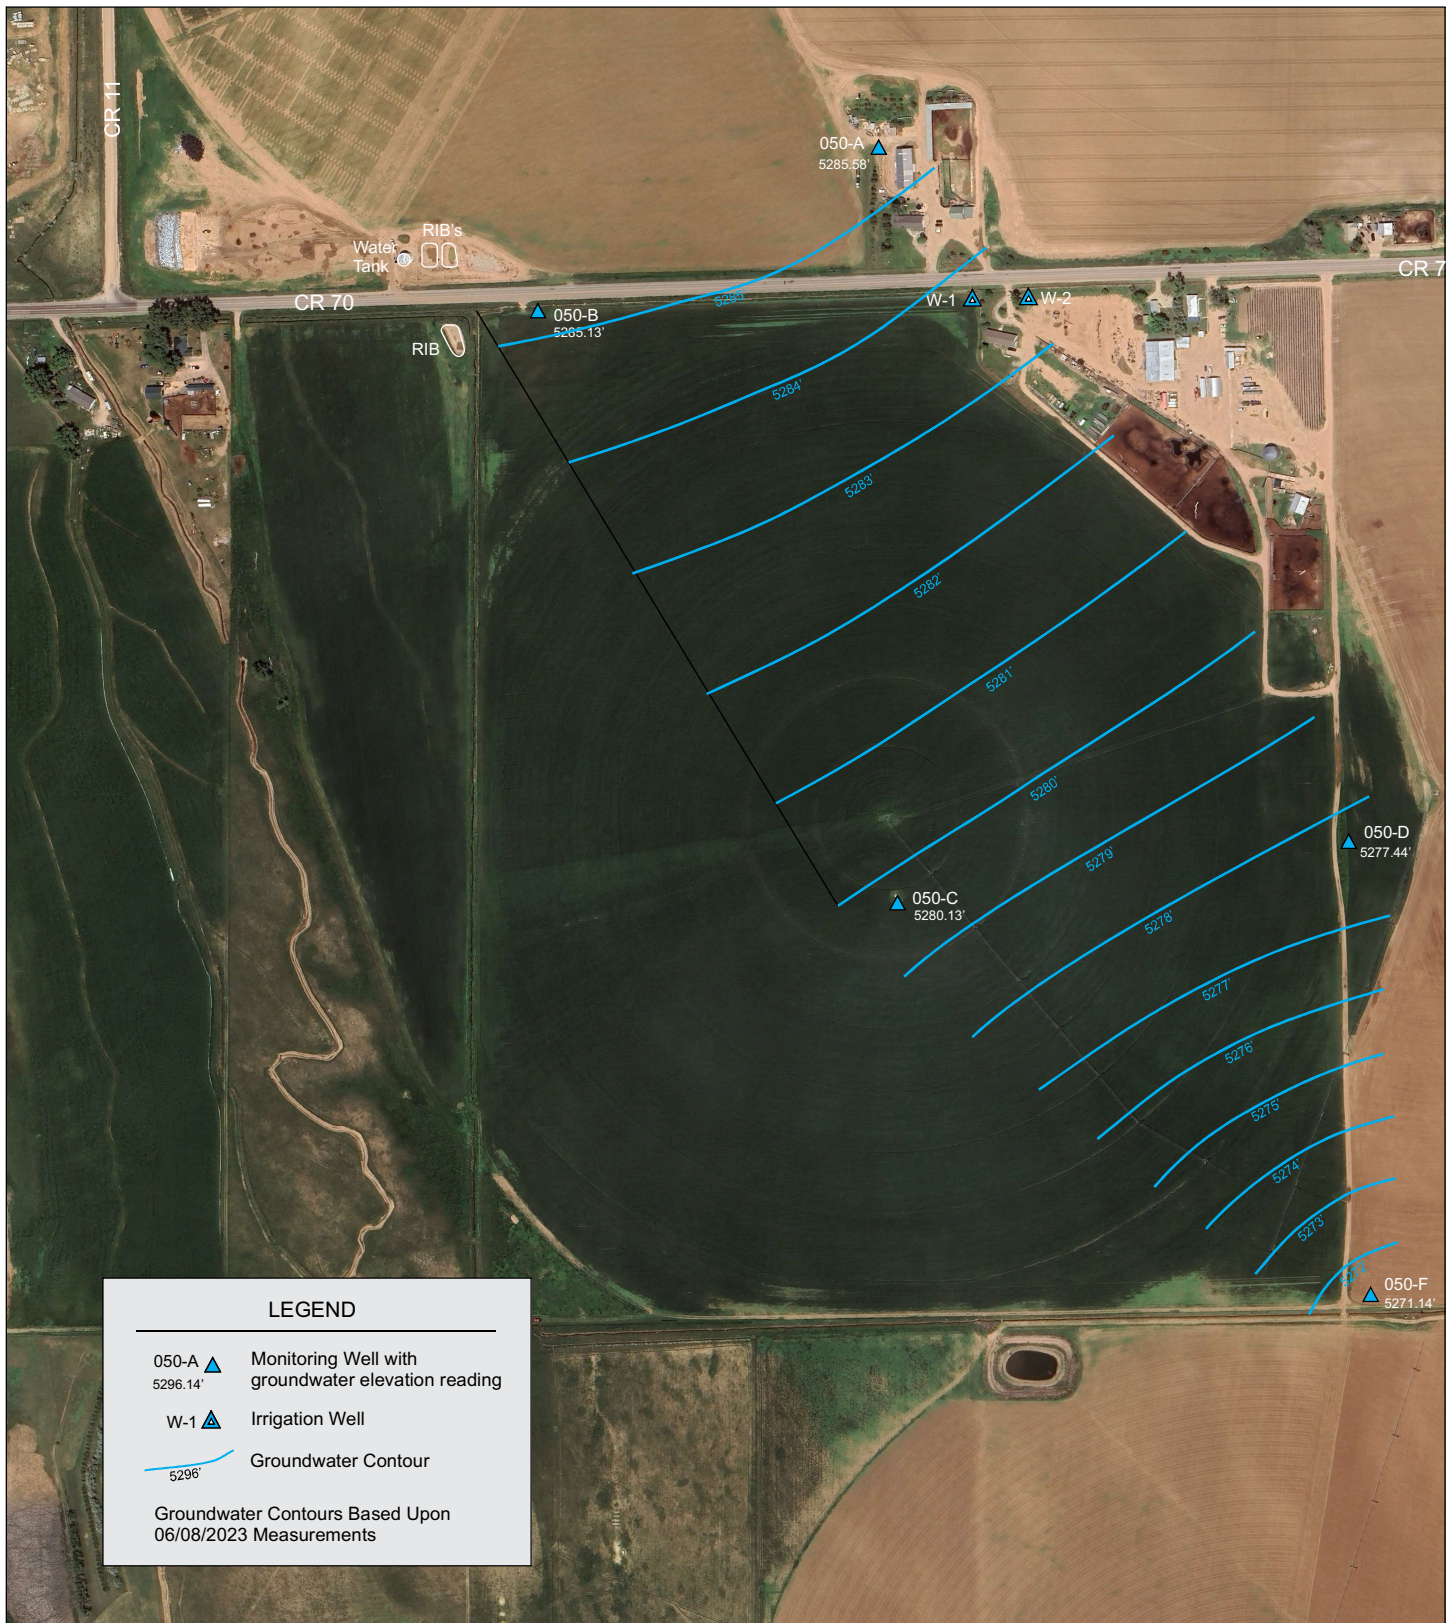 CR 11
050-A
5285.58'
RIB's
Water
Tank
CR 7
CR 70
5285'
W-1
W-2
050-B
5285.13'
RIB
5284'
5283'
5282'
5281'
5280'
050-D
5277.44'
5279'
050-C
5280.13'
5278'
5277'
5276'
5275'
5274'
5273'
050-F
5271.14'
LEGEND
050-A
5296.14'
Monitoring Well with
groundwater elevation reading
W-1
Irrigation Well
5296'
Groundwater Contour
Groundwater Contours Based Upon
06/08/2023 Measurements